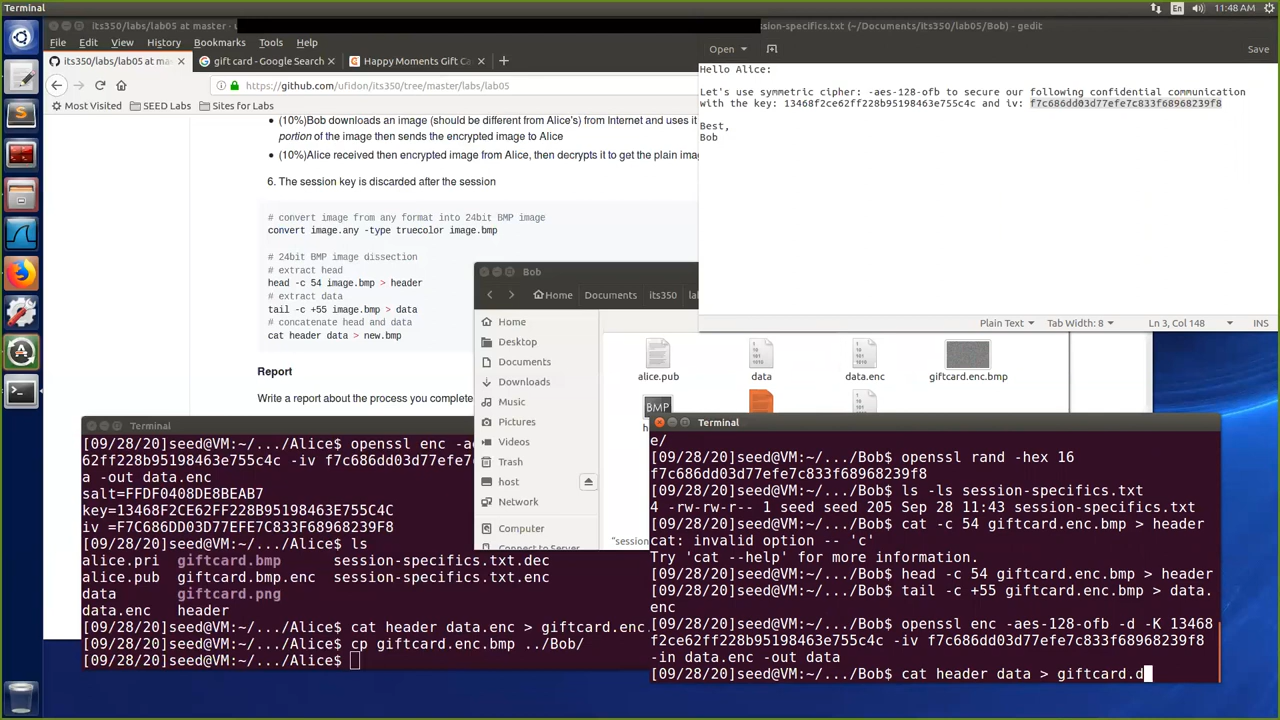 Terminal
En
11:48 AM
its350/labs/lab05 at master - u
session-specifics.txt (~/Documents/its350/lab05/Bob) - gedit
File Edit View History Bookmarks Tools Help
Open
Save
its350/labs/lab05 at mas
gift card - Google Search
Happy Moments Gift Ca
https://github.com/ufidon/its350/tree/master/labs/lab05
Most Visited SEED Labs Sites for Labs
Hello Alice:
Let's use symmetric cipher: -aes-128-ofb to secure our following confidential communication
with the key: 13468f2ce62ff228b95198463e755c4c and iv: f7c686dd03d77efe7c833f68968239f8
Best,
Bob
Plain Text Tab Width: 8 Ln 3, Col 148 INS
(10%)Bob downloads an image (should be different from Alice's) from Internet and uses it
portion of the image then sends the encrypted image to Alice
(10%)Alice received then encrypted image from Alice, then decrypts it to get the plain ima
6. The session key is discarded after the session
# convert image from any format into 24bit BMP image
convert image.any -type truecolor image.bmp
# 24bit BMP image dissection
# extract head
head -c 54 image.bmp > header
# extract data
tail -c +55 image.bmp > data
# concatenate head and data
cat header data > new.bmp
Report
Write a report about the process you complete
Bob
Home Documents its350 la
Home
Desktop
Documents
Downloads
Music
Pictures
Videos
Trash
host
Network
Computer
Connect to Server
alice.pub data data.enc giftcard.enc.bmp
BMP
h
"session
Terminal
[09/28/20]seed@VM:~/.../Alice$ openssl enc -ae
62ff228b95198463e755c4c -iv f7c686dd03d77efe7c
a -out data.enc
salt=FFDF0408DE8BEAB7
key=13468F2CE62FF228B95198463E755C4C
iv =F7C686DD03D77EFE7C833F68968239F8
[09/28/20]seed@VM:~/.../Alice$ ls
alice.pri giftcard.bmp session-specifics.txt.dec
alice.pub giftcard.bmp.enc session-specifics.txt.enc
data giftcard.png
data.enc header
[09/28/20]seed@VM:~/.../Alice$ cat header data.enc > giftcard.enc
[09/28/20]seed@VM:~/.../Alice$ cp giftcard.enc.bmp ../Bob/
[09/28/20]seed@VM:~/.../Alice$
Terminal
e/
[09/28/20]seed@VM:~/.../Bob$ openssl rand -hex 16
f7c686dd03d77efe7c833f68968239f8
[09/28/20]seed@VM:~/.../Bob$ ls -ls session-specifics.txt
4 -rw-rw-r-- 1 seed seed 205 Sep 28 11:43 session-specifics.txt
[09/28/20]seed@VM:~/.../Bob$ cat -c 54 giftcard.enc.bmp > header
cat: invalid option -- 'c'
Try 'cat --help' for more information.
[09/28/20]seed@VM:~/.../Bob$ head -c 54 giftcard.enc.bmp > header
[09/28/20]seed@VM:~/.../Bob$ tail -c +55 giftcard.enc.bmp > data.
enc
[09/28/20]seed@VM:~/.../Bob$ openssl enc -aes-128-ofb -d -K 13468
f2ce62ff228b95198463e755c4c -iv f7c686dd03d77efe7c833f68968239f8
-in data.enc -out data
[09/28/20]seed@VM:~/.../Bob$ cat header data > giftcard.d